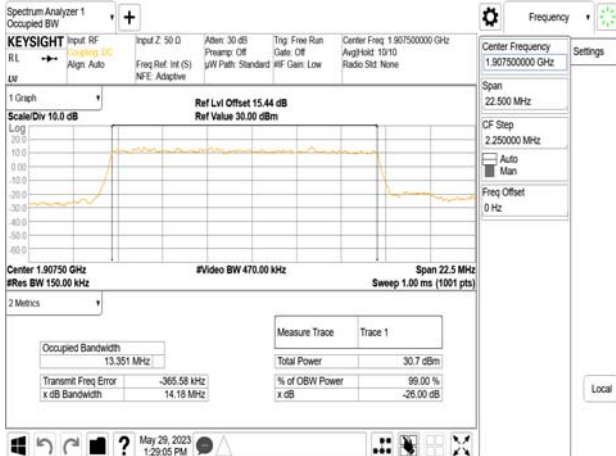 Spectrum Analyzer 1
Occupied BW
Frequency
KEYSIGHT
RL
Input: RF
Coupling: DC
Align: Auto
Input Z: 50 Ω
Freq Ref: Int (S)
NFE: Adaptive
Atten: 30 dB
Preamp: Off
µW Path: Standard
Trig: Free Run
Gate: Off
#IF Gain: Low
Center Freq: 1.907500000 GHz
Avg|Hold: 10/10
Radio Std: None
Center Frequency
1.907500000 GHz
Settings
Span
22.500 MHz
CF Step
2.250000 MHz
Auto
Man
Freq Offset
0 Hz
Local
1 Graph
Scale/Div 10.0 dB
Ref Lvl Offset 15.44 dB
Ref Value 30.00 dBm
Log
20.0
10.0
0.00
-10.0
-20.0
-30.0
-40.0
-50.0
-60.0
Center 1.90750 GHz
#Video BW 470.00 kHz
Span 22.5 MHz
#Res BW 150.00 kHz
Sweep 1.00 ms (1001 pts)
2 Metrics
Measure Trace
Trace 1
Occupied Bandwidth
13.351 MHz
Total Power
30.7 dBm
Transmit Freq Error
-365.58 kHz
% of OBW Power
99.00 %
x dB Bandwidth
14.18 MHz
x dB
-26.00 dB
May 29, 2023
1:29:05 PM